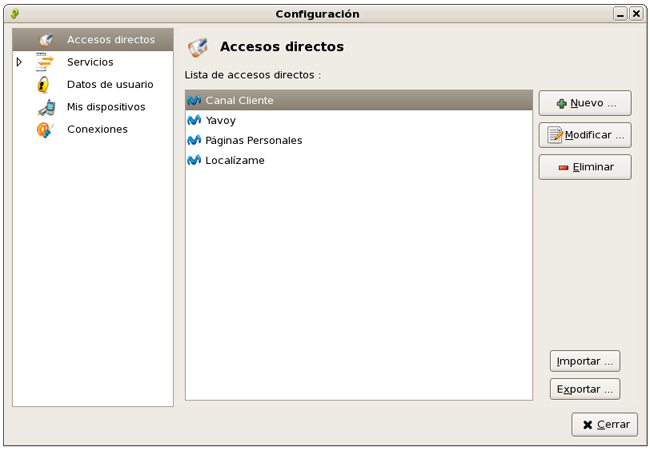 Configuración
Accesos directos
Servicios
Datos de usuario
Mis dispositivos
Conexiones
Accesos directos
Lista de accesos directos :
Canal Cliente
Yavoy
Páginas Personales
Localízame
Nuevo ...
Modificar ...
Eliminar
Importar ...
Exportar ...
Cerrar